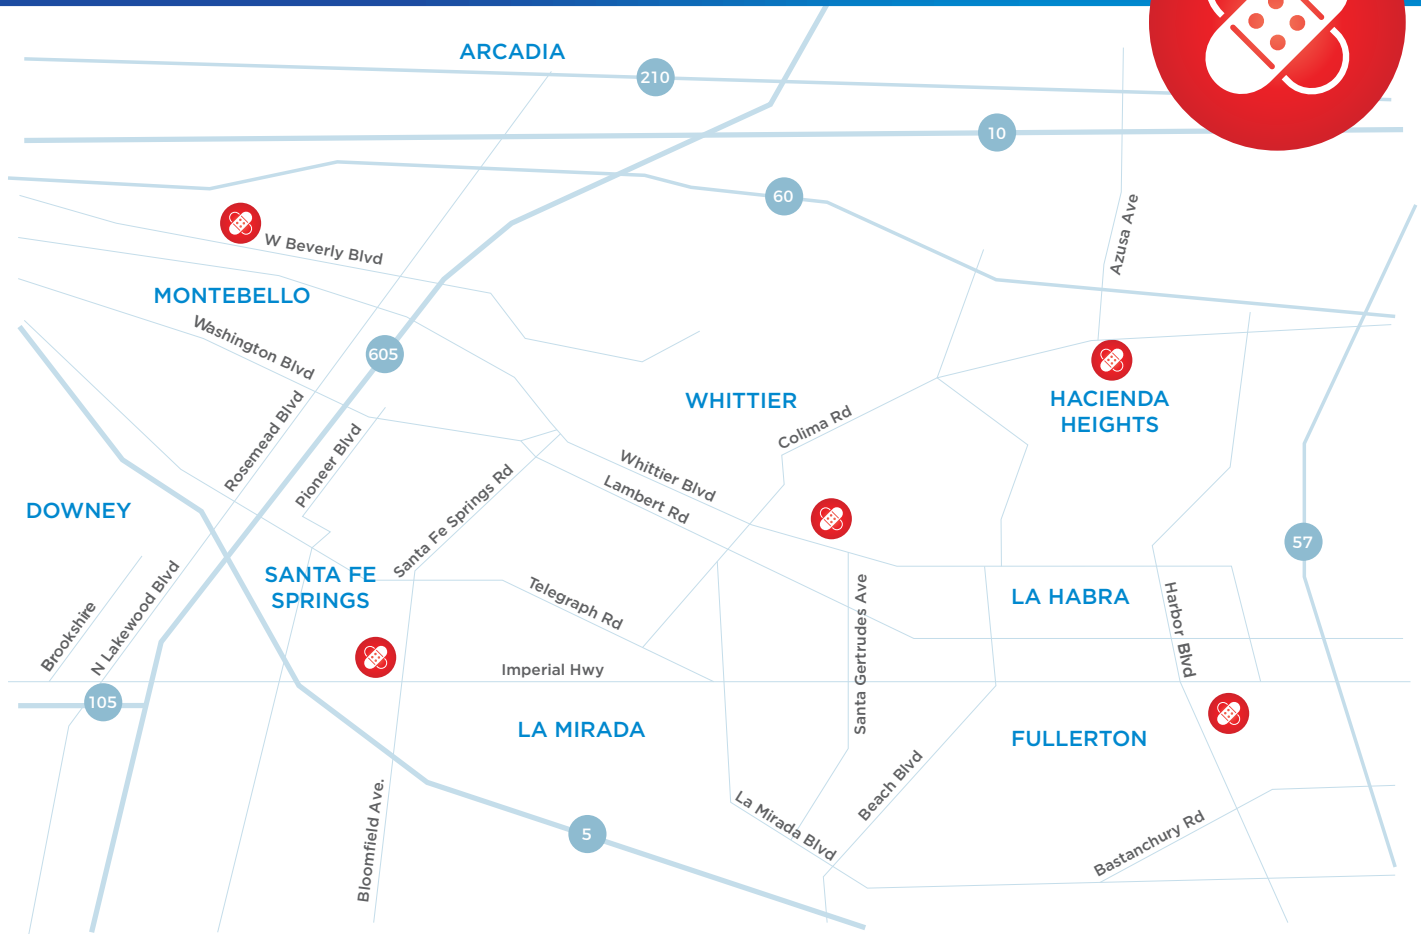 ARCADIA
210
10
60
Azusa Ave
W Beverly Blvd
MONTEBELLO
Washington Blvd
605
Rosemead Blvd
WHITTIER
HACIENDA
HEIGHTS
Colima Rd
Pioneer Blvd
Whittier Blvd
Lambert Rd
Santa Fe Springs Rd
DOWNEY
57
SANTA FE
SPRINGS
Telegraph Rd
LA HABRA
Brookshire
N Lakewood Blvd
Santa Gertrudes Ave
Harbor Blvd
Imperial Hwy
105
LA MIRADA
FULLERTON
Beach Blvd
La Mirada Blvd
Bloomfield Ave.
5
Bastanchury Rd